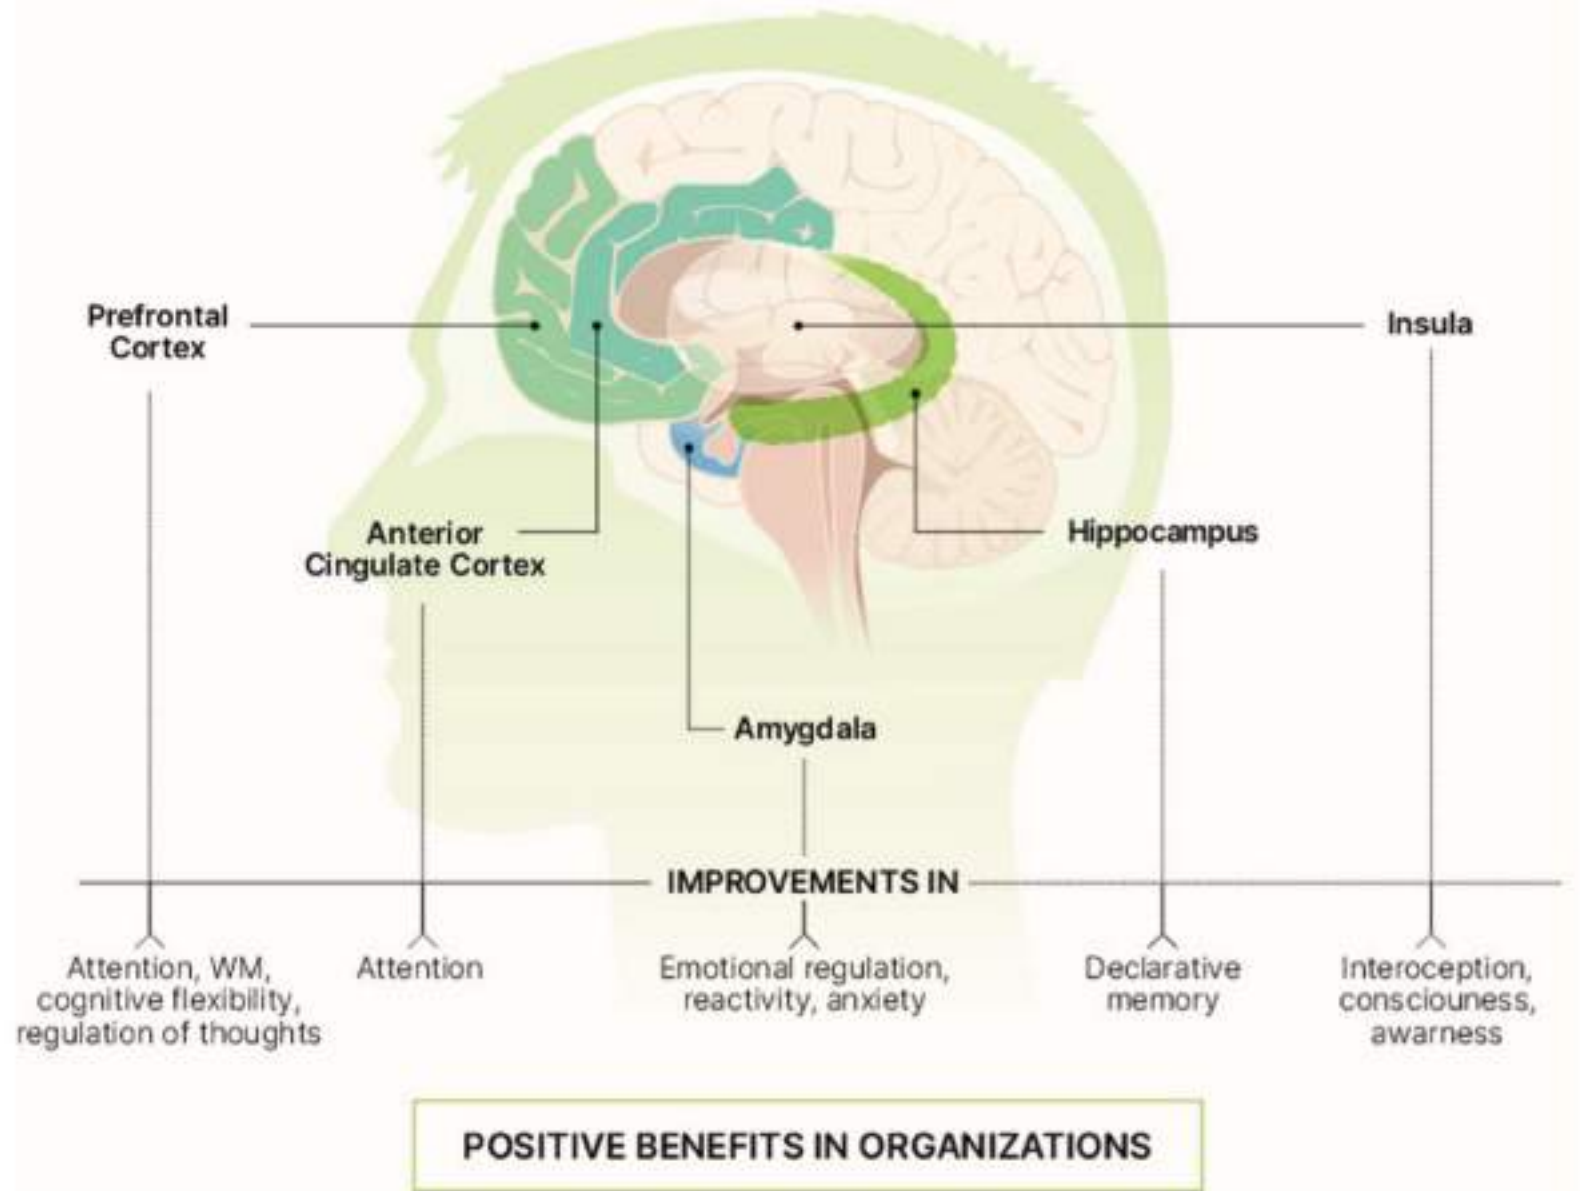 Prefrontal
Cortex
Insula
Anterior
Cingulate Cortex
Hippocampus
Amygdala
IMPROVEMENTS IN
Attention, WM,
cognitive flexibility,
regulation of thoughts
Attention
Emotional regulation,
reactivity, anxiety
Declarative
memory
Interoception,
consciouness,
awarness
POSITIVE BENEFITS IN ORGANIZATIONS